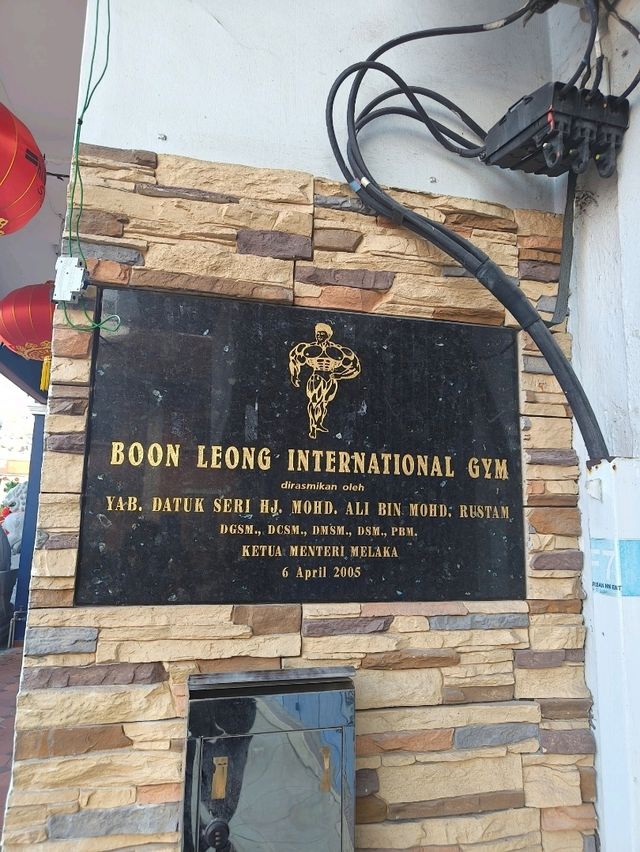 BOON LEONG INTERNATIONAL GYM
dirasmikan oleh
YAB. DATUK SERI HJ. MOHD. ALI BIN MOHD. RUSTAM
DGSM., DCSM., DMSM., DSM., PBM.
KETUA MENTERI MELAKA
6 April 2005